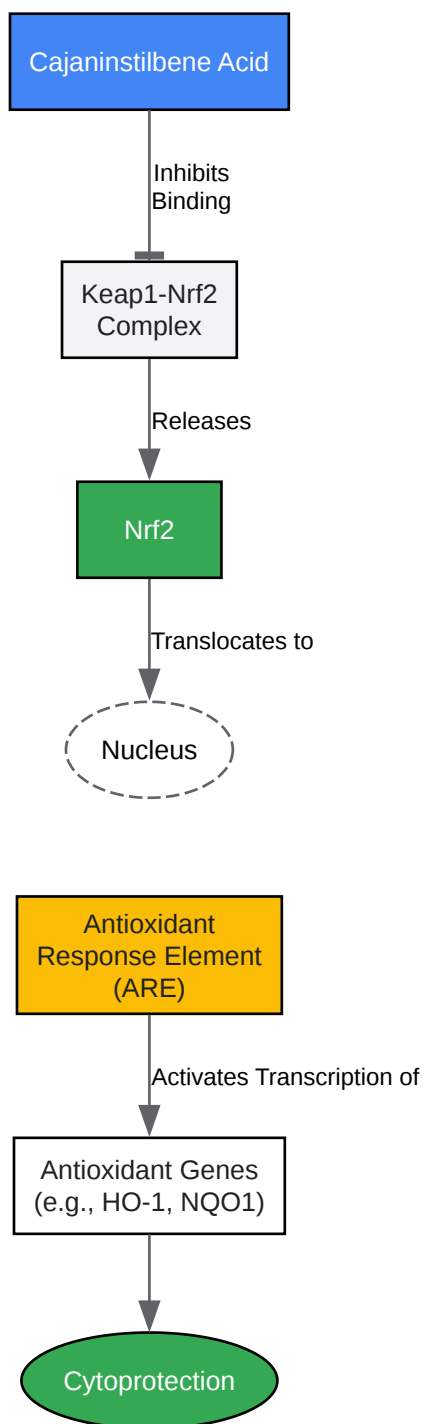 Cajaninstilbene Acid
Inhibits
Binding
Keap1-Nrf2
Complex
Releases
Nrf2
Translocates to
Nucleus
Antioxidant
Response Element
(ARE)
Activates Transcription of
Antioxidant Genes
(e.g., HO-1, NQO1)
Cytoprotection